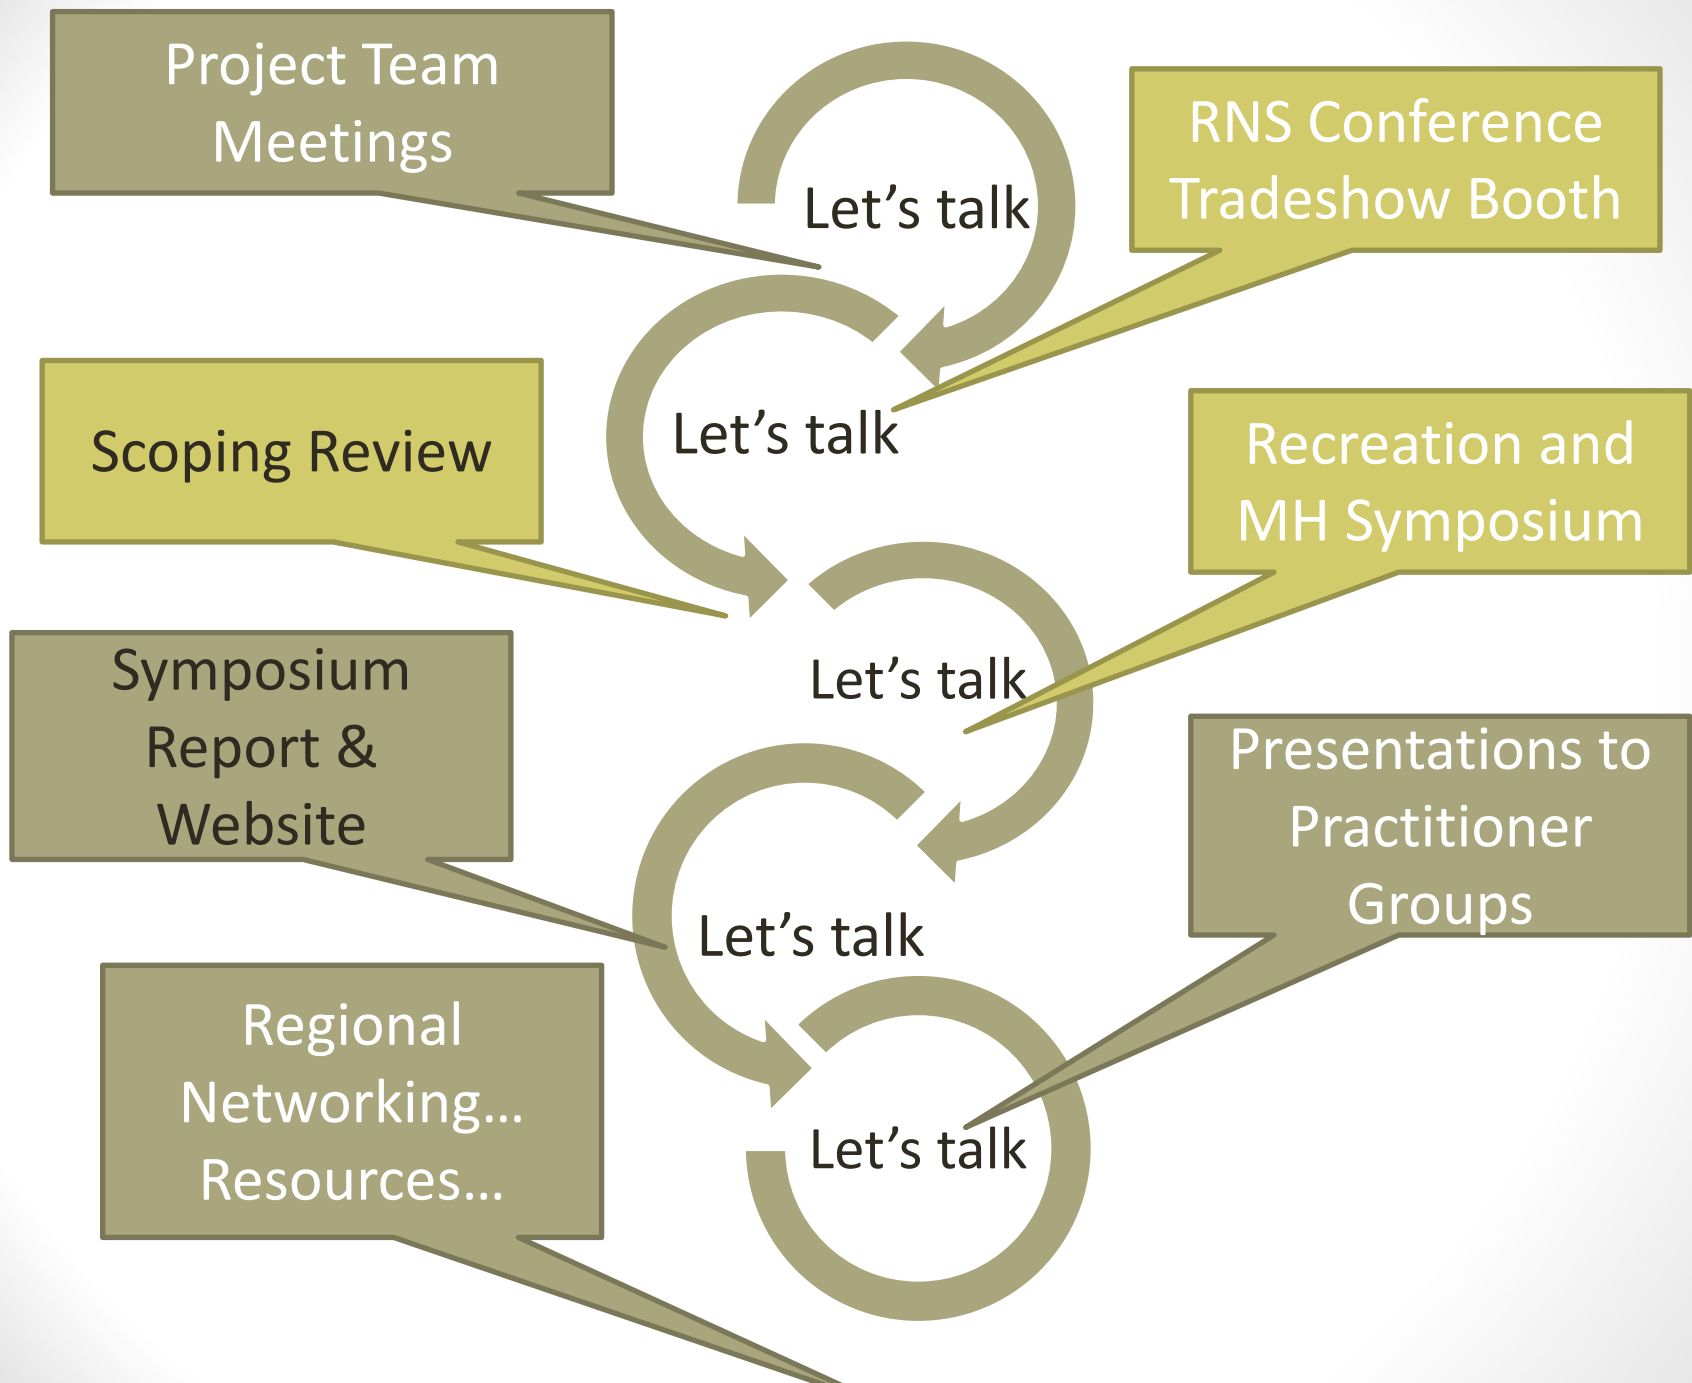 Project Team
Meetings
Let's talk
RNS Conference
Tradeshow Booth
Let's talk
Scoping Review
Recreation and
MH Symposium
Let's talk
Symposium
Report &
Website
Presentations to
Practitioner
Groups
Let's talk
Regional
Networking...
Resources...
Let's talk